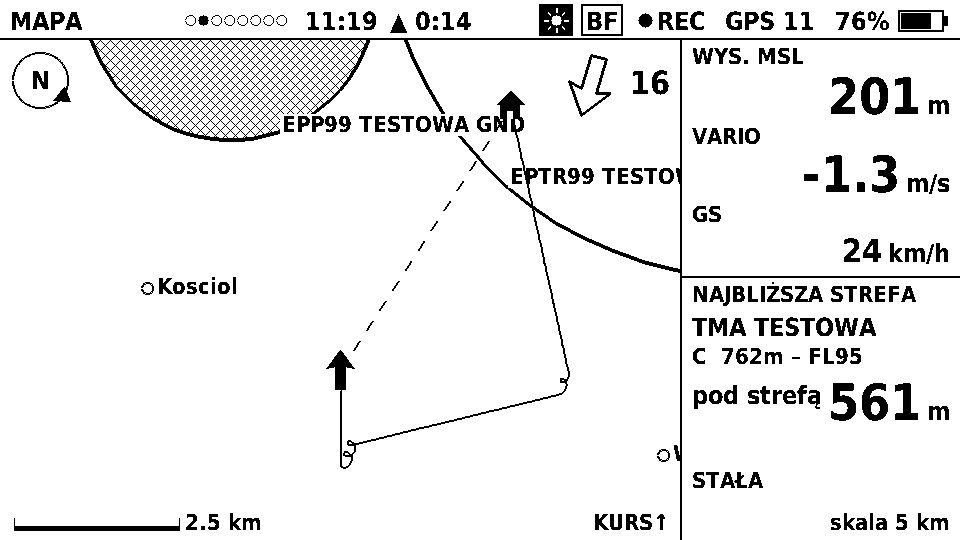 MAPA 11:19 ▲ 0:14 BF REC GPS 11 76%
N
16
EPP99 TESTOWA GND
EPTR99 TESTOW
Kosciol
2.5 km
KURS↑
WYS. MSL
201 m
VARIO
-1.3 m/s
GS
24 km/h
NAJBLIŻSZA STREFA
TMA TESTOWA
C 762m – FL95
pod strefą 561 m
STAŁA
skala 5 km